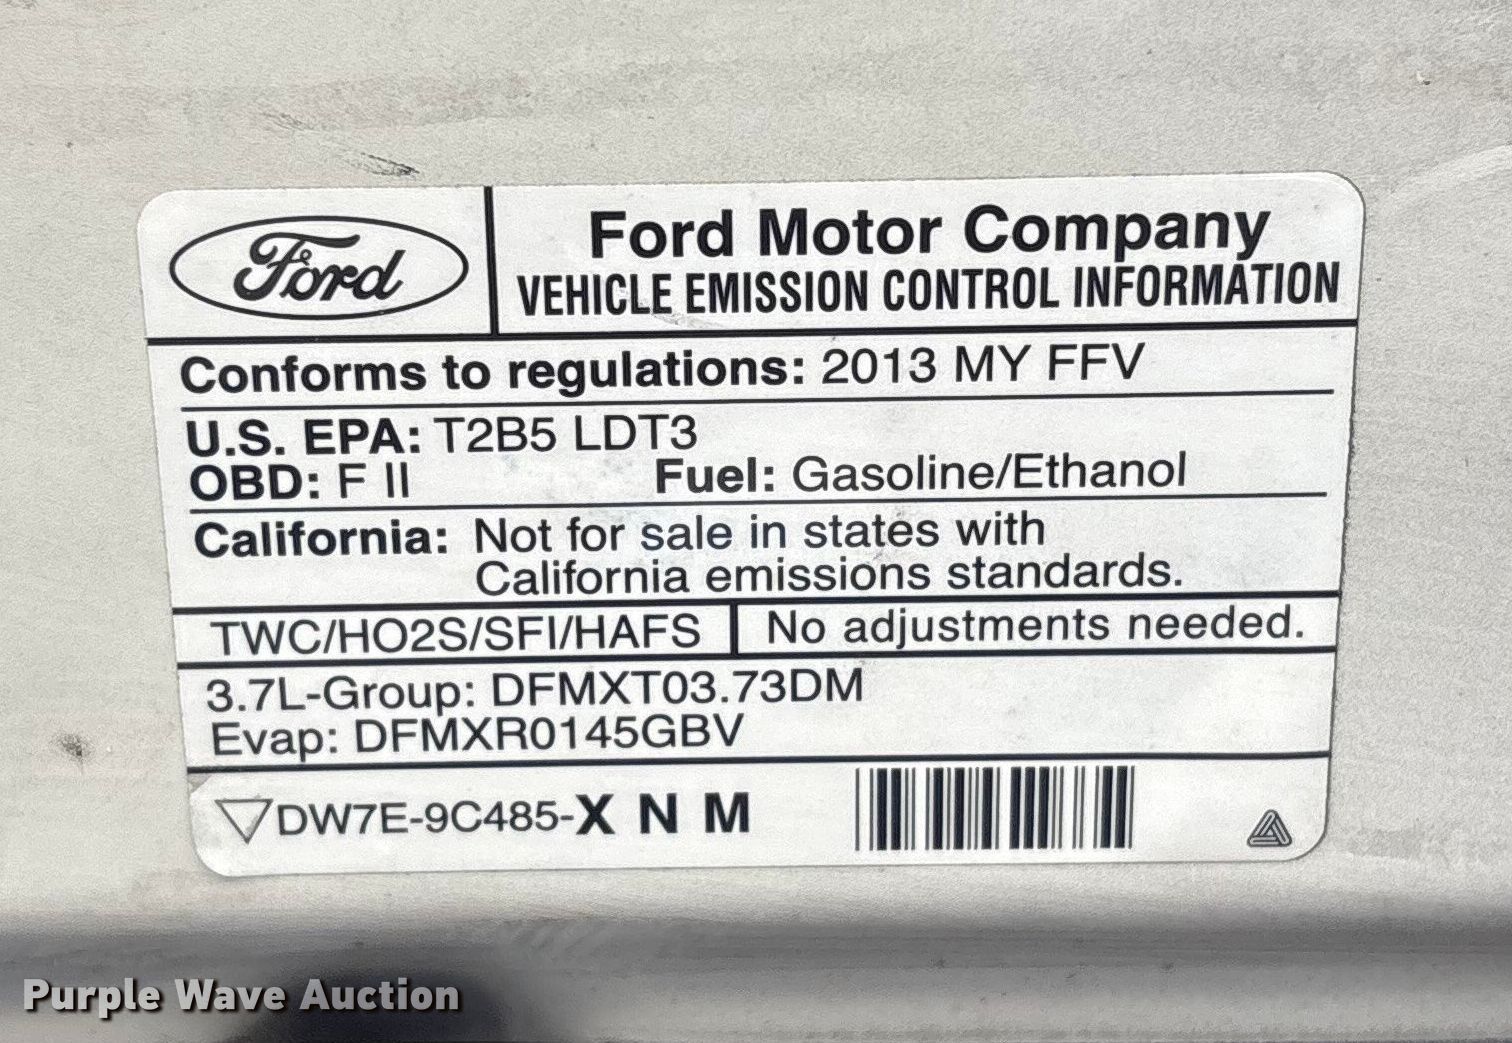 Ford
Ford Motor Company
VEHICLE EMISSION CONTROL INFORMATION
Conforms to regulations: 2013 MY FFV
U.S. EPA: T2B5 LDT3
OBD: F II Fuel: Gasoline/Ethanol
California: Not for sale in states with
California emissions standards.
TWC/HO2S/SFI/HAFS No adjustments needed.
3.7L-Group: DFMXT03.73DM
Evap: DFMXR0145GBV
DW7E-9C485-X N M
Purple Wave Auction